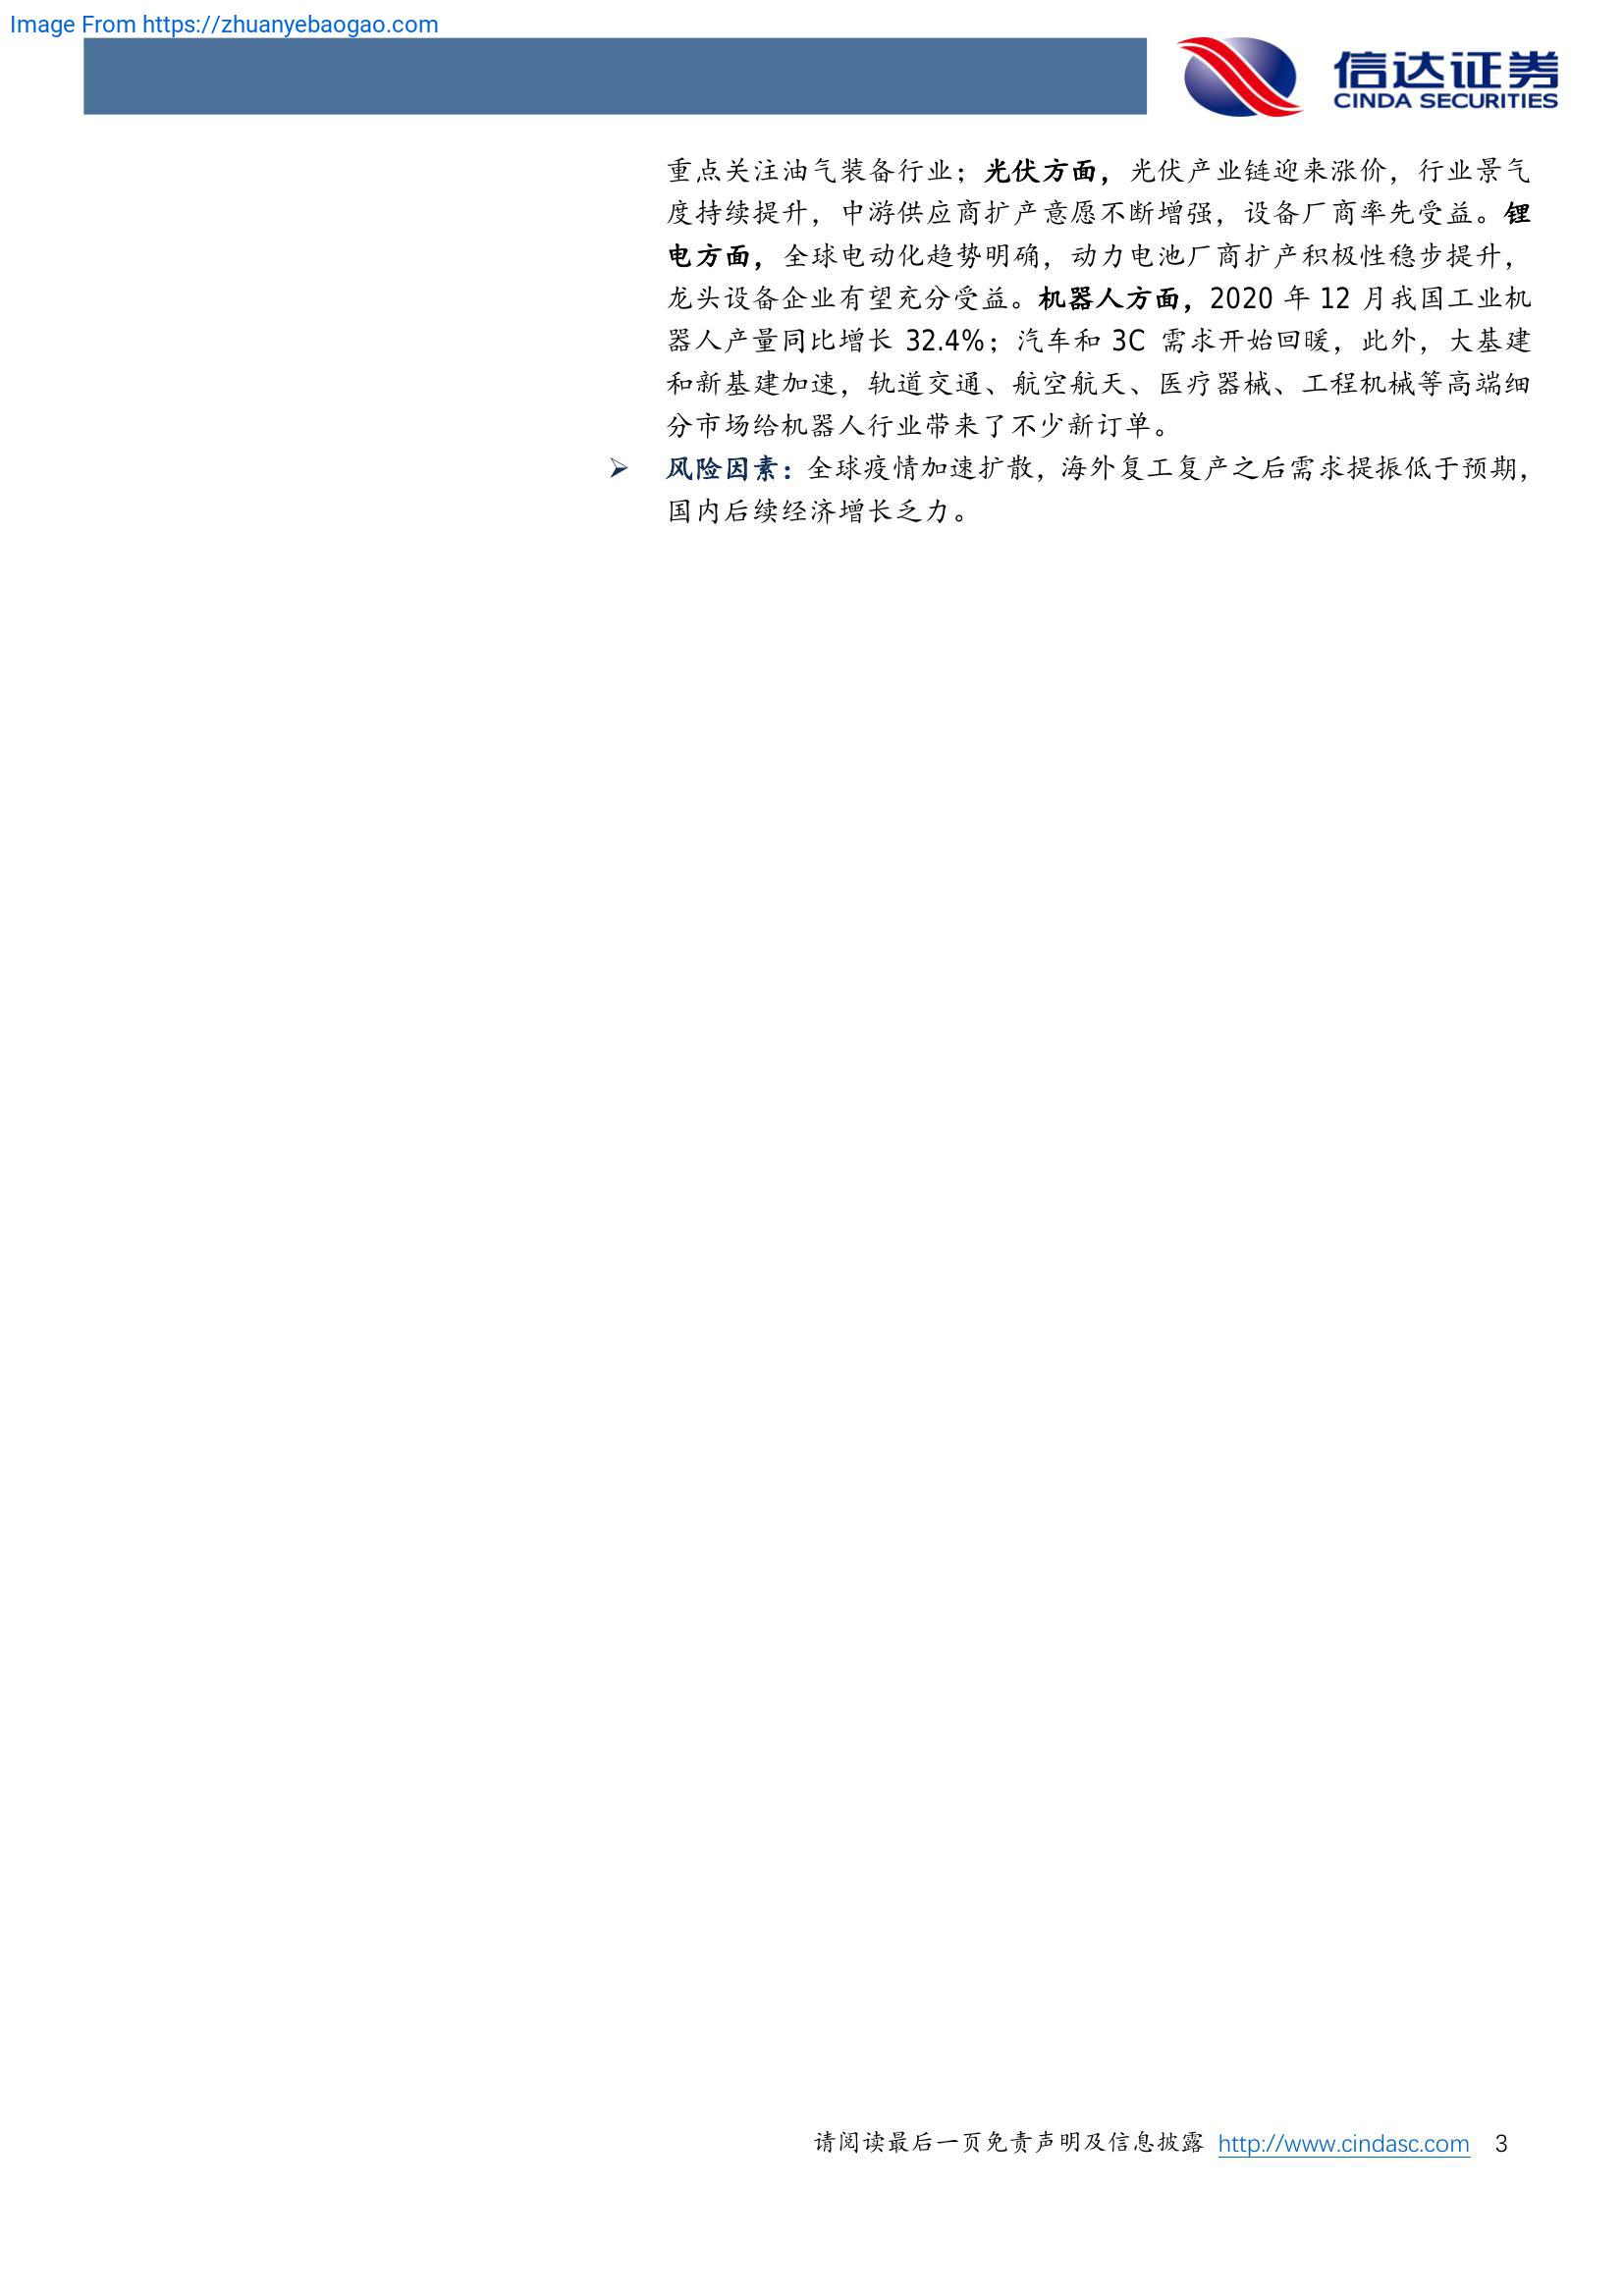 Image From https://zhuanyebaogao.com
信达证券
CINDA SECURITIES
重点关注油气装备行业；光伏方面，光伏产业链迎来涨价，行业景气
度持续提升，中游供应商扩产意愿不断增强，设备厂商率先受益。锂
电方面，全球电动化趋势明确，动力电池厂商扩产积极性稳步提升，
龙头设备企业有望充分受益。机器人方面，2020 年 12 月我国工业机
器人产量同比增长 32.4%；汽车和 3C 需求开始回暖，此外，大基建
和新基建加速，轨道交通、航空航天、医疗器械、工程机械等高端细
分市场给机器人行业带来了不少新订单。
➢ 风险因素：全球疫情加速扩散，海外复工复产之后需求提振低于预期，
国内后续经济增长乏力。
请阅读最后一页免责声明及信息披露 http://www.cindasc.com 3